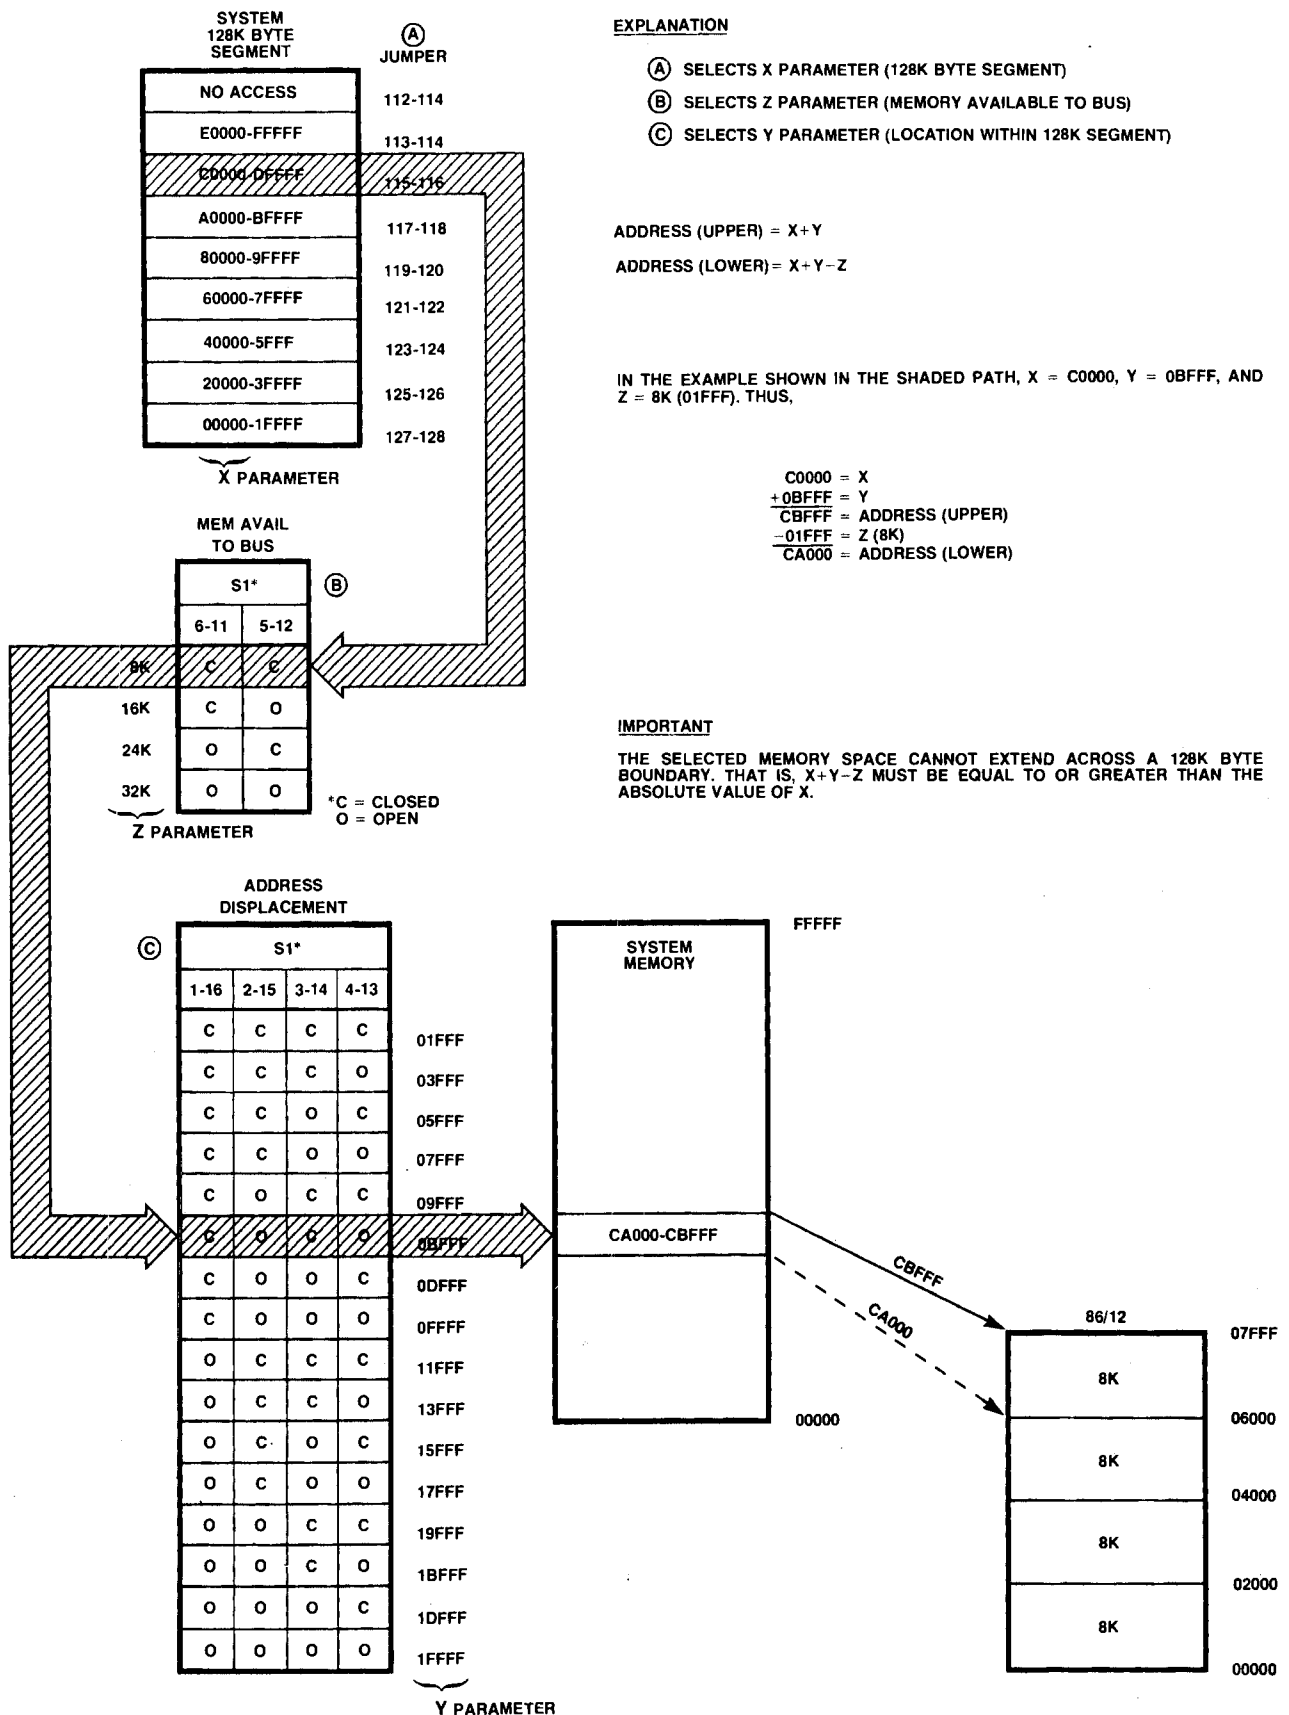 SYSTEM
128K BYTE
SEGMENT
Ⓐ
JUMPER
NO ACCESS 112-114
E0000-FFFFF 113-114
C0000-DFFFF 115-116
A0000-BFFFF 117-118
80000-9FFFF 119-120
60000-7FFFF 121-122
40000-5FFF 123-124
20000-3FFFF 125-126
00000-1FFFF 127-128
X PARAMETER
EXPLANATION
Ⓐ SELECTS X PARAMETER (128K BYTE SEGMENT)
Ⓑ SELECTS Z PARAMETER (MEMORY AVAILABLE TO BUS)
Ⓒ SELECTS Y PARAMETER (LOCATION WITHIN 128K SEGMENT)
ADDRESS (UPPER) = X+Y
ADDRESS (LOWER)= X+Y−Z
IN THE EXAMPLE SHOWN IN THE SHADED PATH, X = C0000, Y = 0BFFF, AND
Z = 8K (01FFF). THUS,
C0000 = X
+0BFFF = Y
CBFFF = ADDRESS (UPPER)
−01FFF = Z (8K)
CA000 = ADDRESS (LOWER)
MEM AVAIL
TO BUS
S1* Ⓑ
6-11 5-12
8K C C
16K C O
24K O C
32K O O
*C = CLOSED
O = OPEN
Z PARAMETER
IMPORTANT
THE SELECTED MEMORY SPACE CANNOT EXTEND ACROSS A 128K BYTE
BOUNDARY. THAT IS, X+Y−Z MUST BE EQUAL TO OR GREATER THAN THE
ABSOLUTE VALUE OF X.
ADDRESS
DISPLACEMENT
Ⓒ S1*
1-16 2-15 3-14 4-13
C C C C 01FFF
C C C O 03FFF
C C O C 05FFF
C C O O 07FFF
C O C C 09FFF
C O C O 0BFFF
C O O C 0DFFF
C O O O 0FFFF
O C C C 11FFF
O C C O 13FFF
O C O C 15FFF
O C O O 17FFF
O O C C 19FFF
O O C O 1BFFF
O O O C 1DFFF
O O O O 1FFFF
Y PARAMETER
FFFFF
SYSTEM
MEMORY
CA000-CBFFF
00000
CBFFF
CA000
86/12
07FFF
8K
06000
8K
04000
8K
02000
8K
00000